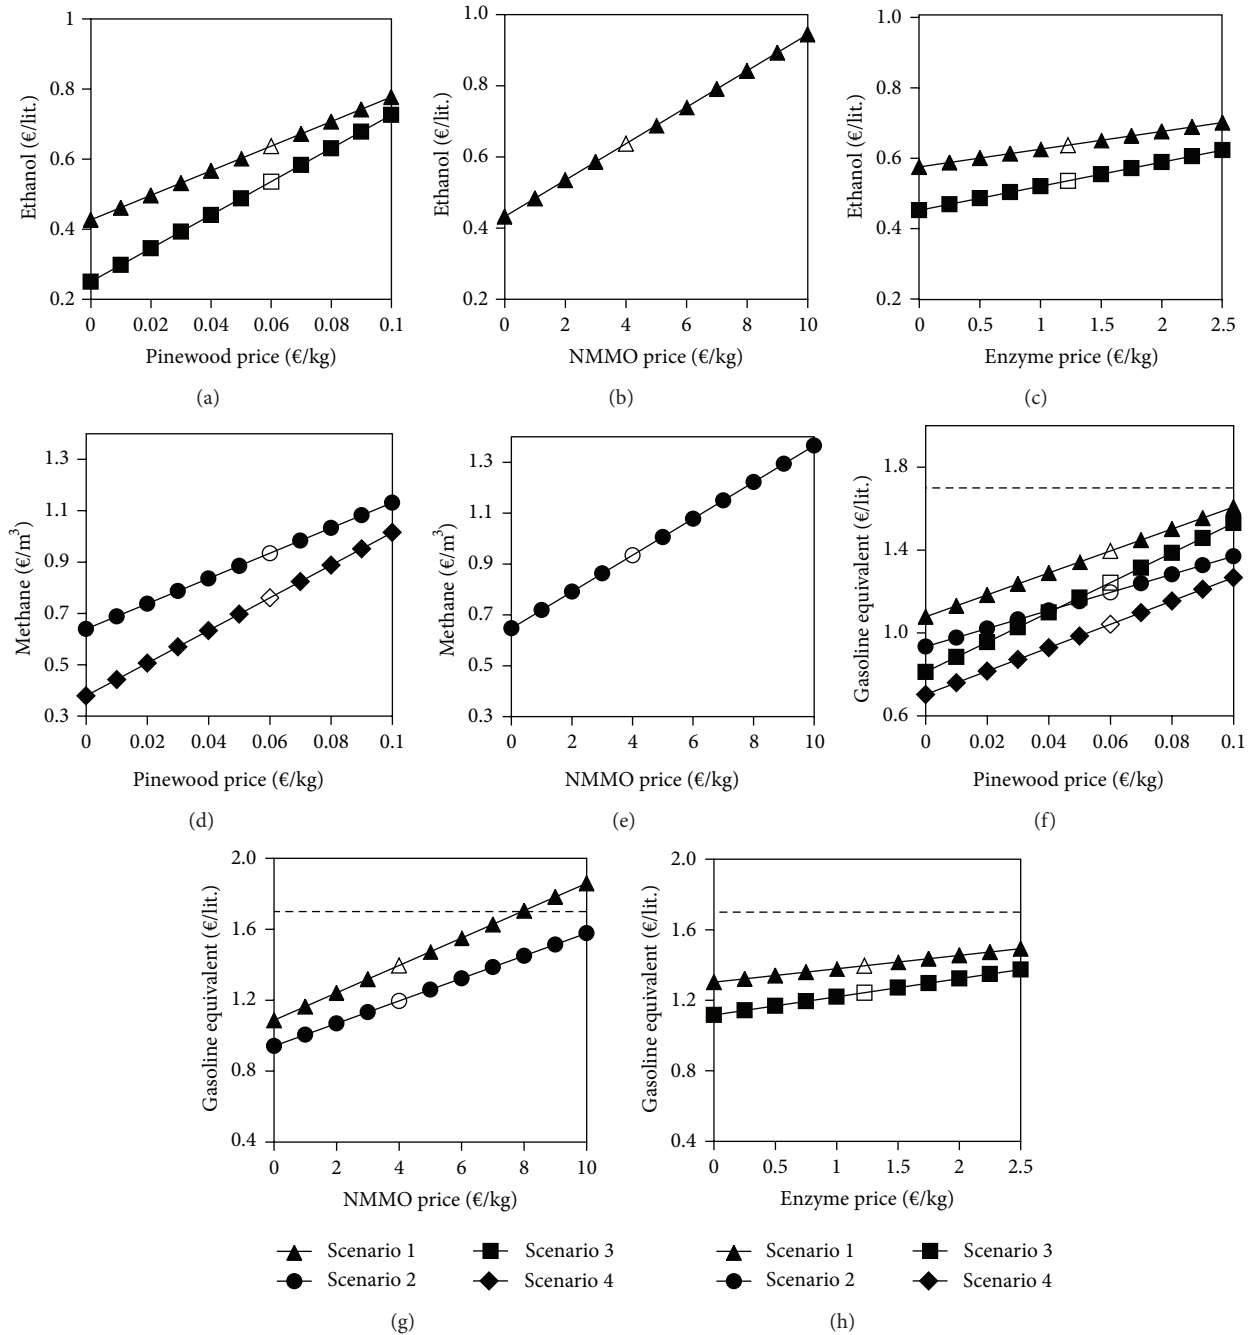 1
0.8
0.6
0.4
0.2
Ethanol (€/lit.)
0 0.02 0.04 0.06 0.08 0.1
Pinewood price (€/kg)
(a)
1.0
0.8
0.6
0.4
0.2
Ethanol (€/lit.)
0 2 4 6 8 10
NMMO price (€/kg)
(b)
1.0
0.8
0.6
0.4
0.2
Ethanol (€/lit.)
0 0.5 1 1.5 2 2.5
Enzyme price (€/kg)
(c)
1.3
1.1
0.9
0.7
0.5
0.3
Methane (€/m³)
0 0.02 0.04 0.06 0.08 0.1
Pinewood price (€/kg)
(d)
1.3
1.1
0.9
0.7
0.5
0.3
Methane (€/m³)
0 2 4 6 8 10
NMMO price (€/kg)
(e)
1.8
1.4
1.0
0.6
Gasoline equivalent (€/lit.)
0 0.02 0.04 0.06 0.08 0.1
Pinewood price (€/kg)
(f)
2.0
1.6
1.2
0.8
0.4
Gasoline equivalent (€/lit.)
0 2 4 6 8 10
NMMO price (€/kg)
Scenario 1 Scenario 3
Scenario 2 Scenario 4
(g)
2.0
1.6
1.2
0.8
0.4
Gasoline equivalent (€/lit.)
0 0.5 1 1.5 2 2.5
Enzyme price (€/kg)
Scenario 1 Scenario 3
Scenario 2 Scenario 4
(h)